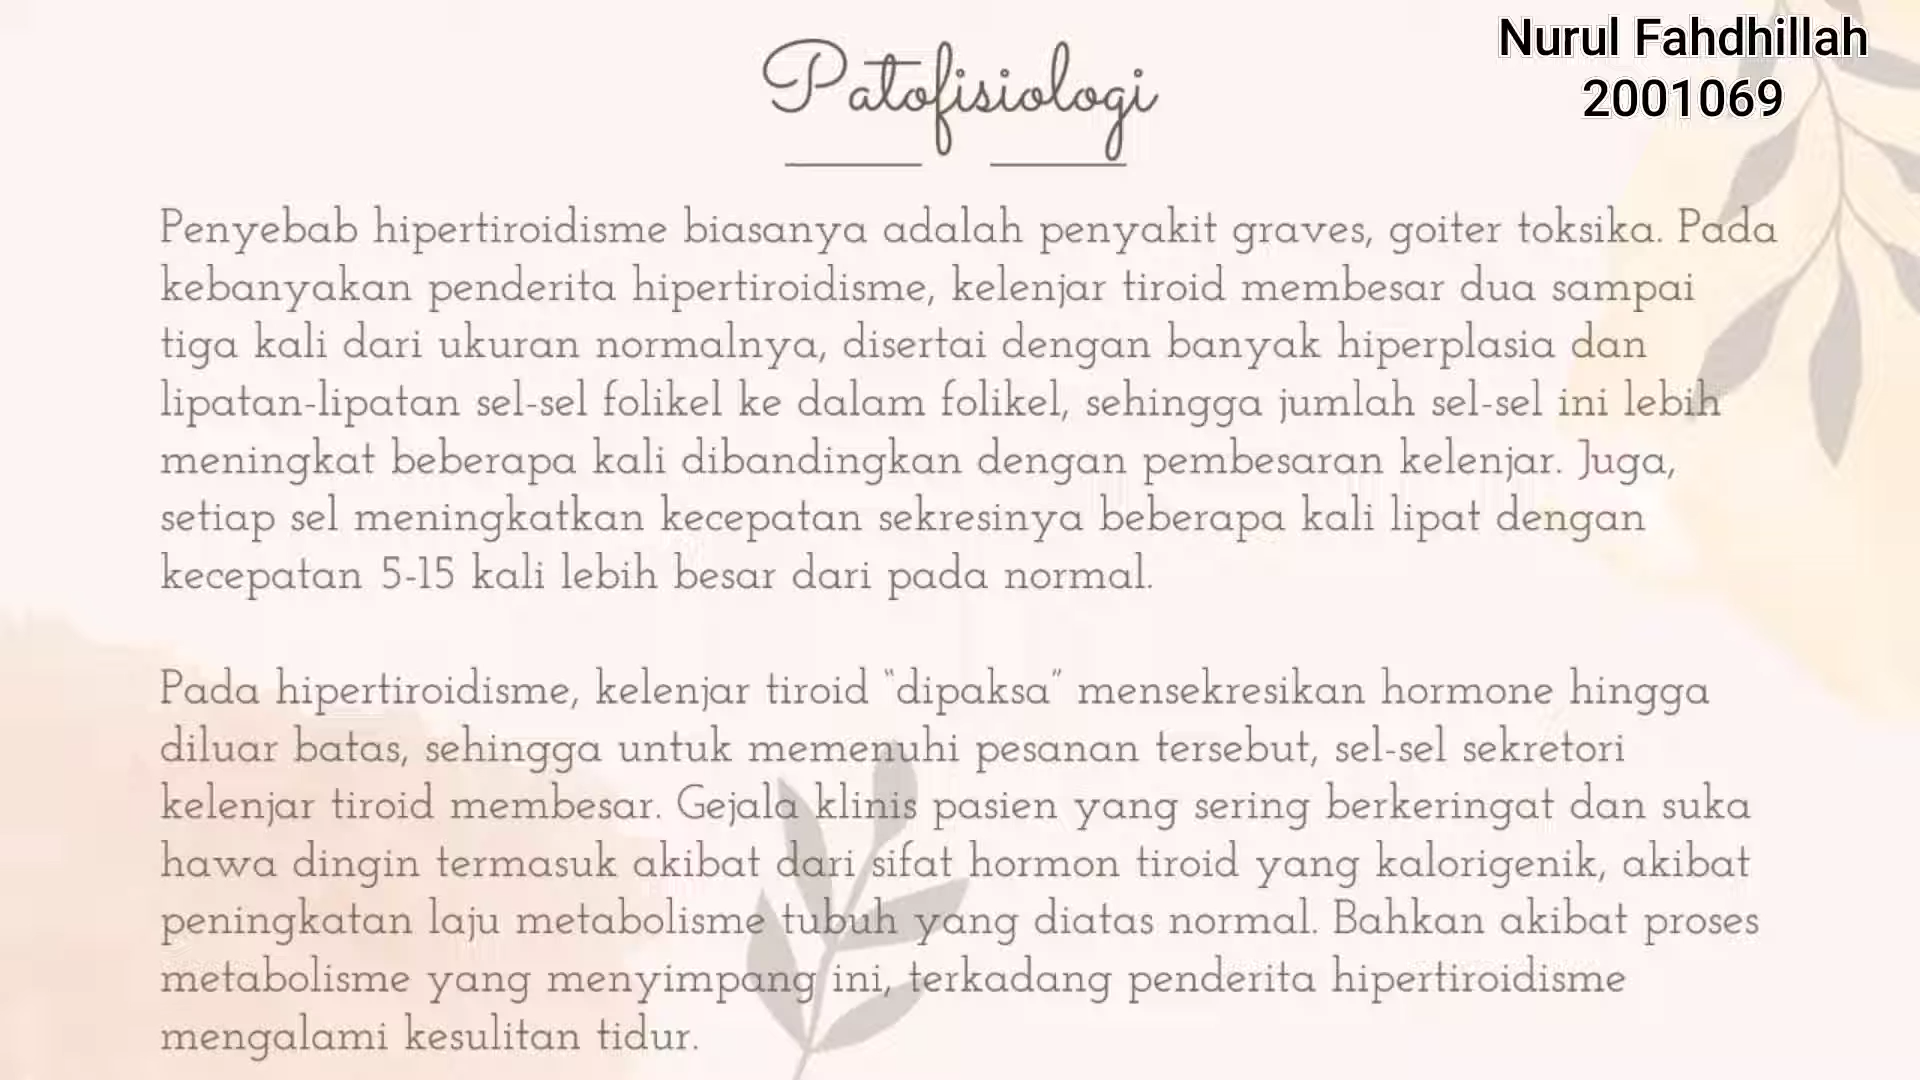 Nurul Fahdhillah
2001069
Patofisiologi
Penyebab hipertiroidisme biasanya adalah penyakit graves, goiter toksika. Pada
kebanyakan penderita hipertiroidisme, kelenjar tiroid membesar dua sampai
tiga kali dari ukuran normalnya, disertai dengan banyak hiperplasia dan
lipatan-lipatan sel-sel folikel ke dalam folikel, sehingga jumlah sel-sel ini lebih
meningkat beberapa kali dibandingkan dengan pembesaran kelenjar. Juga,
setiap sel meningkatkan kecepatan sekresinya beberapa kali lipat dengan
kecepatan 5-15 kali lebih besar dari pada normal.
Pada hipertiroidisme, kelenjar tiroid “dipaksa” mensekresikan hormone hingga
diluar batas, sehingga untuk memenuhi pesanan tersebut, sel-sel sekretori
kelenjar tiroid membesar. Gejala klinis pasien yang sering berkeringat dan suka
hawa dingin termasuk akibat dari sifat hormon tiroid yang kalorigenik, akibat
peningkatan laju metabolisme tubuh yang diatas normal. Bahkan akibat proses
metabolisme yang menyimpang ini, terkadang penderita hipertiroidisme
mengalami kesulitan tidur.